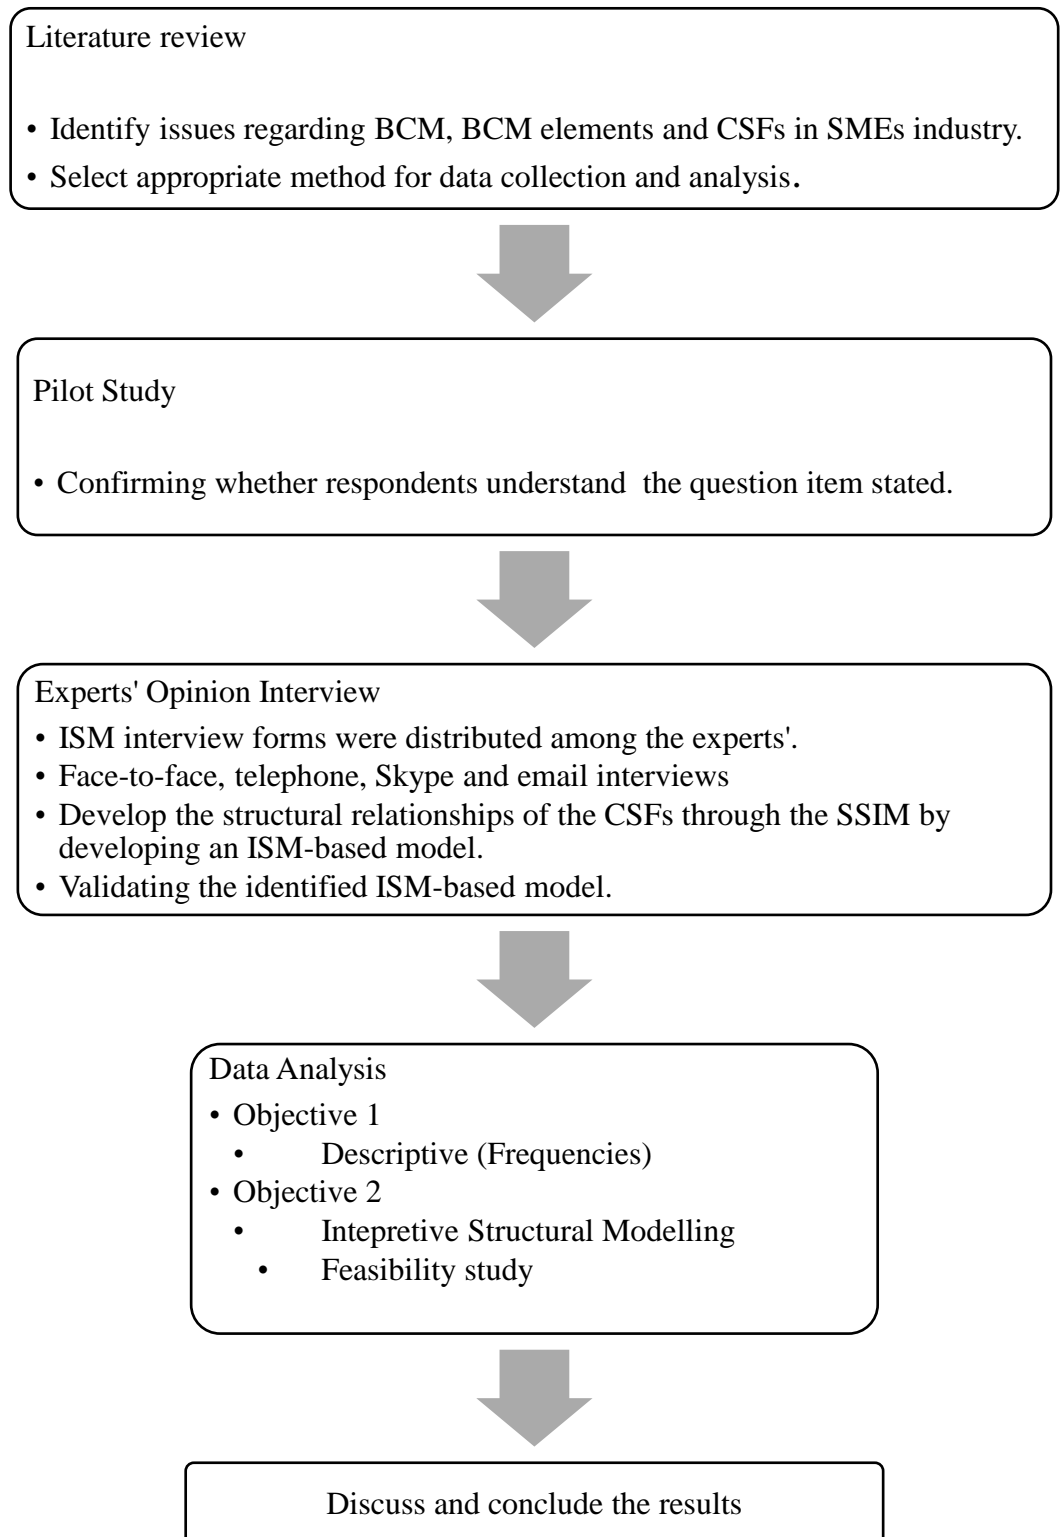 Literature review
• Identify issues regarding BCM, BCM elements and CSFs in SMEs industry.
• Select appropriate method for data collection and analysis.
Pilot Study
• Confirming whether respondents understand  the question item stated.
Experts' Opinion Interview
• ISM interview forms were distributed among the experts'.
• Face-to-face, telephone, Skype and email interviews
• Develop the structural relationships of the CSFs through the SSIM by
developing an ISM-based model.
• Validating the identified ISM-based model.
Data Analysis
• Objective 1
• Descriptive (Frequencies)
• Objective 2
• Intepretive Structural Modelling
• Feasibility study
Discuss and conclude the results